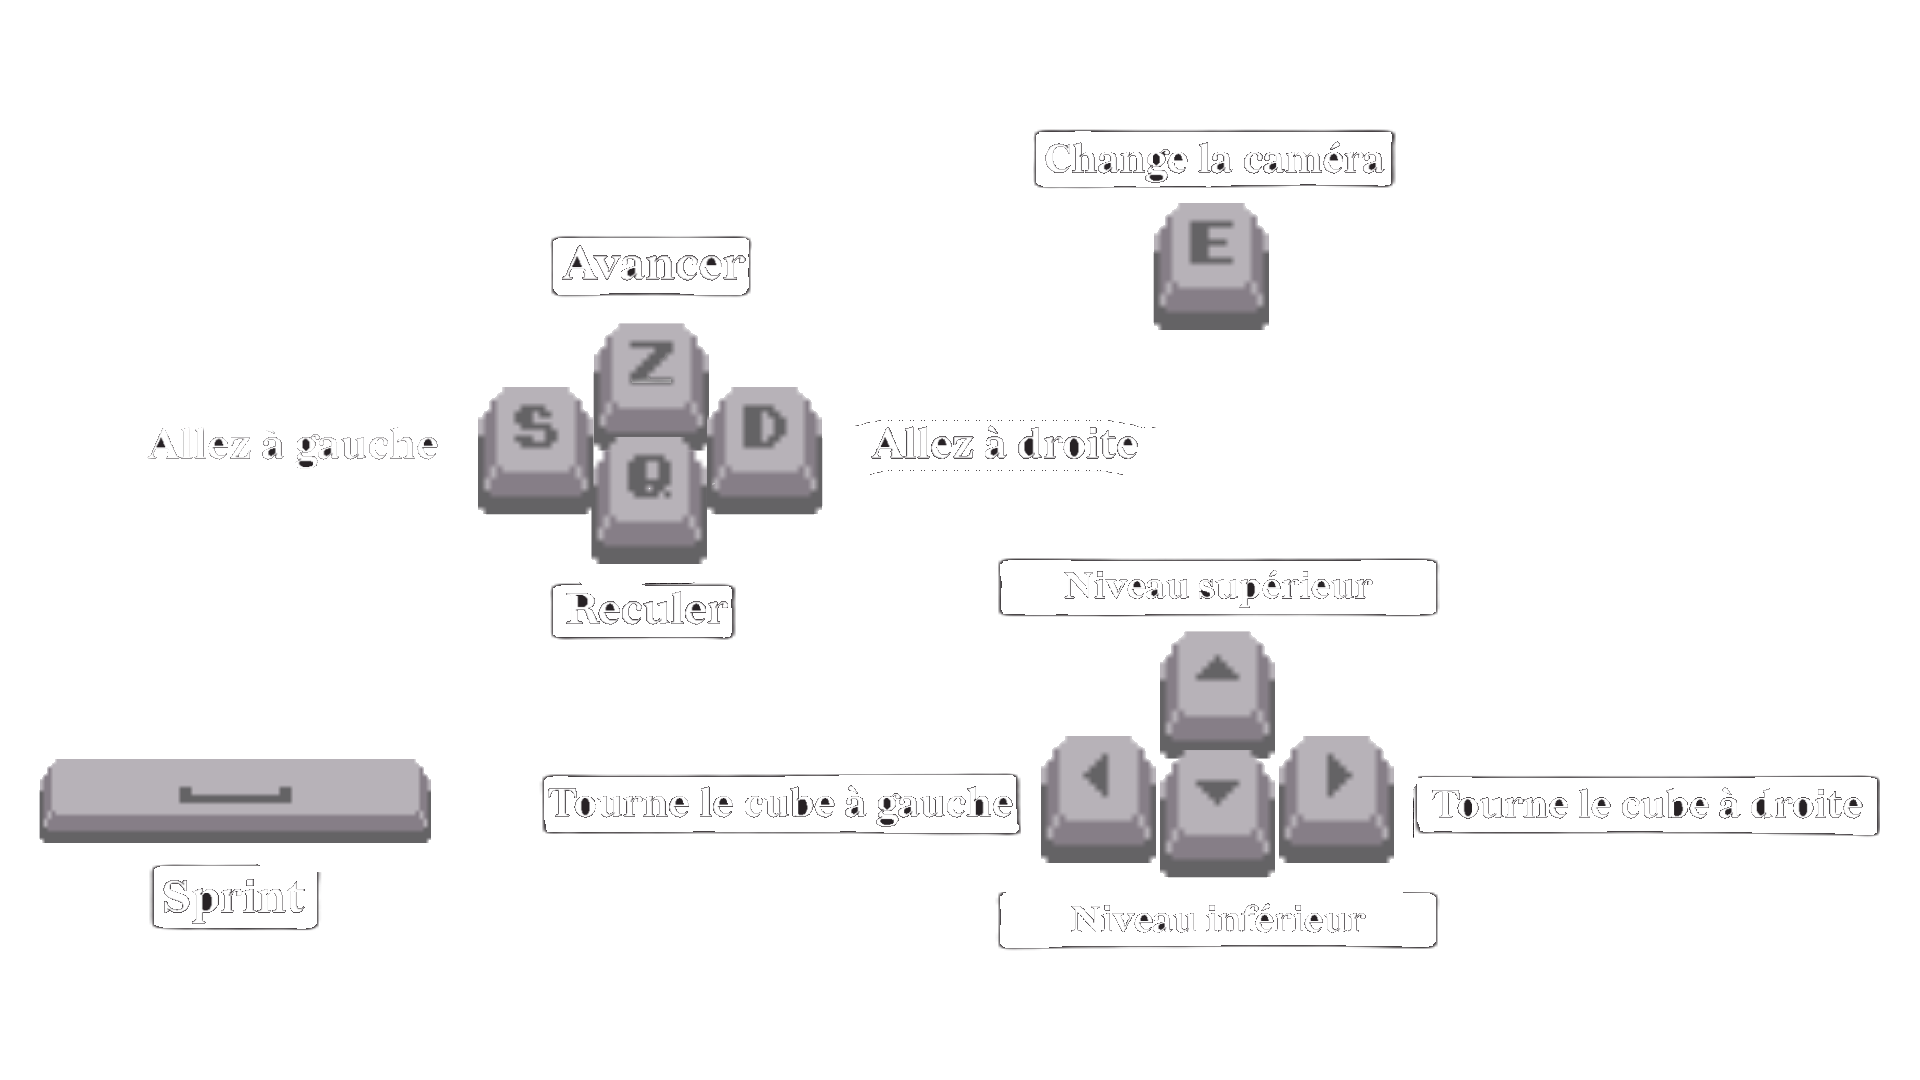 Change la caméra
E
Avancer
Z
Allez à gauche
S
D
Allez à droite
Q
Reculer
Niveau supérieur
Tourne le cube à gauche
Tourne le cube à droite
Sprint
Niveau inférieur